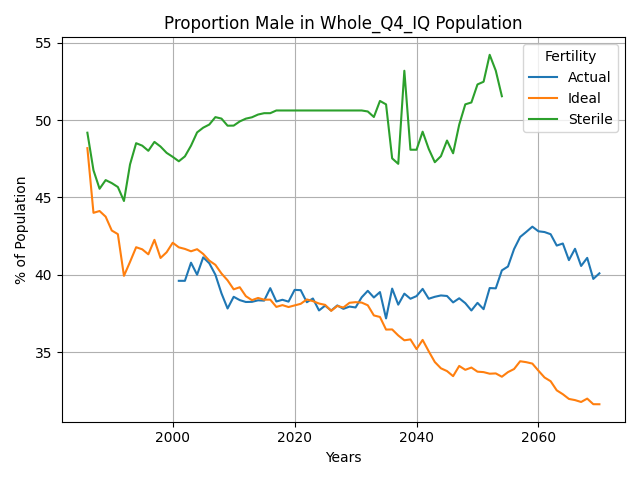 Proportion Male in Whole_Q4_IQ Population
% of Population
55
50
45
40
35
Fertility
Actual
Ideal
Sterile
2000 2020 2040 2060
Years